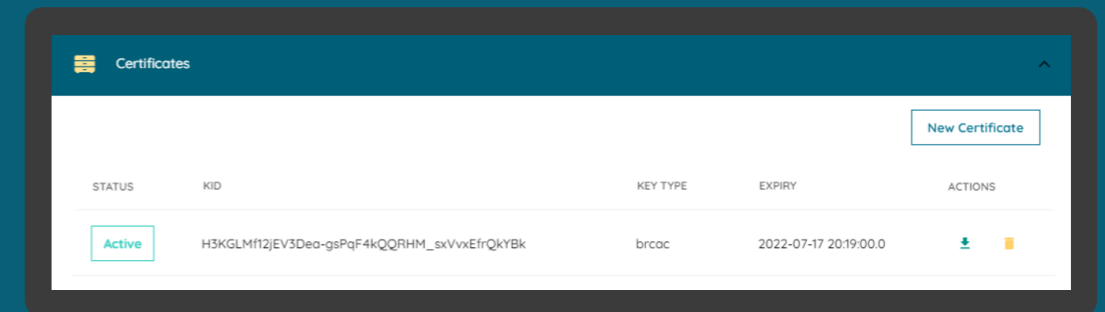 Certificates
New Certificate
STATUS KID KEY TYPE EXPIRY ACTIONS
Active H3KGLMf12jEV3Dea-gsPqF4kQQRHM_sxVvxEfrQkYBk brcac 2022-07-17 20:19:00.0